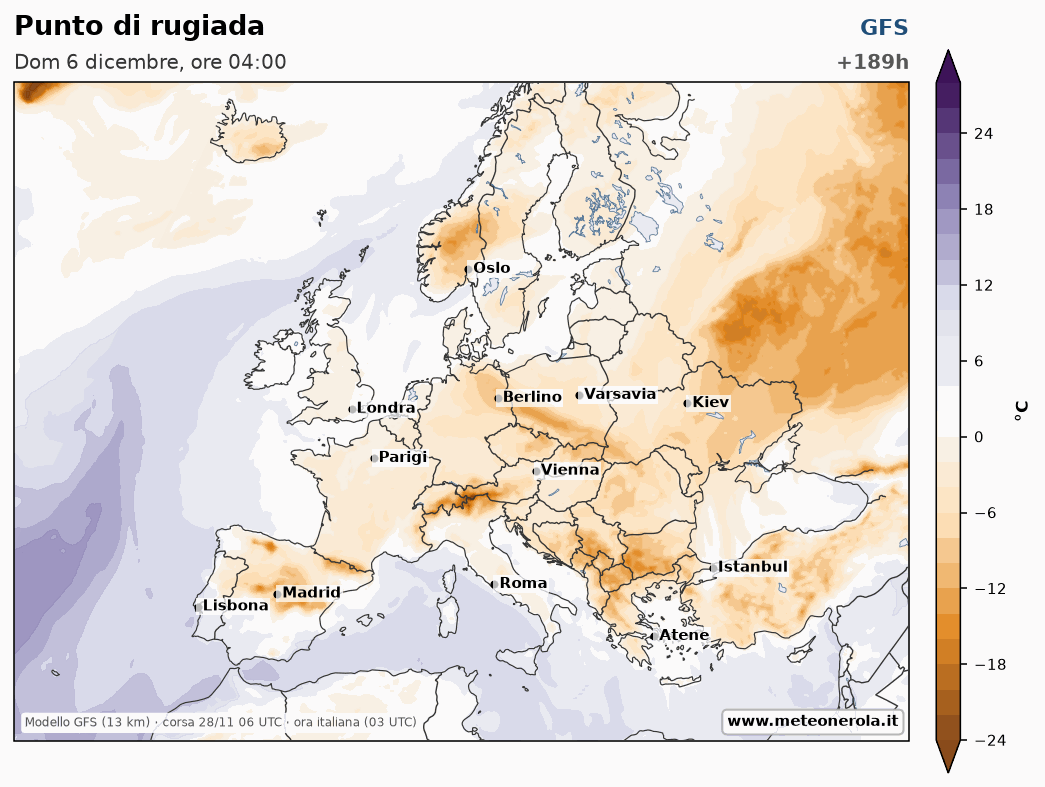 Punto di rugiada
GFS
Dom 6 dicembre, ore 04:00
+189h
24
18
12
6
0
−6
−12
−18
−24
°C
Oslo
Londra
Berlino
Varsavia
Kiev
Parigi
Vienna
Madrid
Lisbona
Roma
Istanbul
Atene
Modello GFS (13 km) · corsa 28/11 06 UTC · ora italiana (03 UTC)
www.meteonerola.it